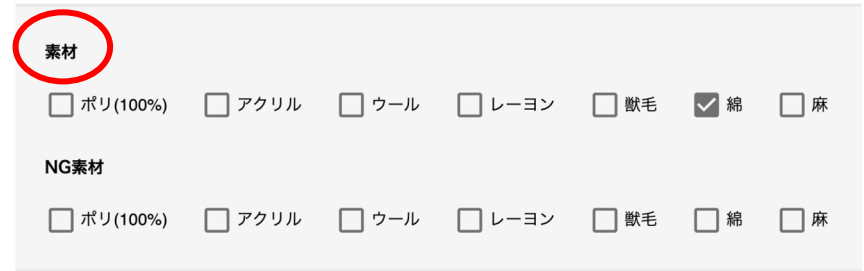 素材
ポリ(100%) アクリル ウール レーヨン 獣毛 綿 麻
NG素材
ポリ(100%) アクリル ウール レーヨン 獣毛 綿 麻